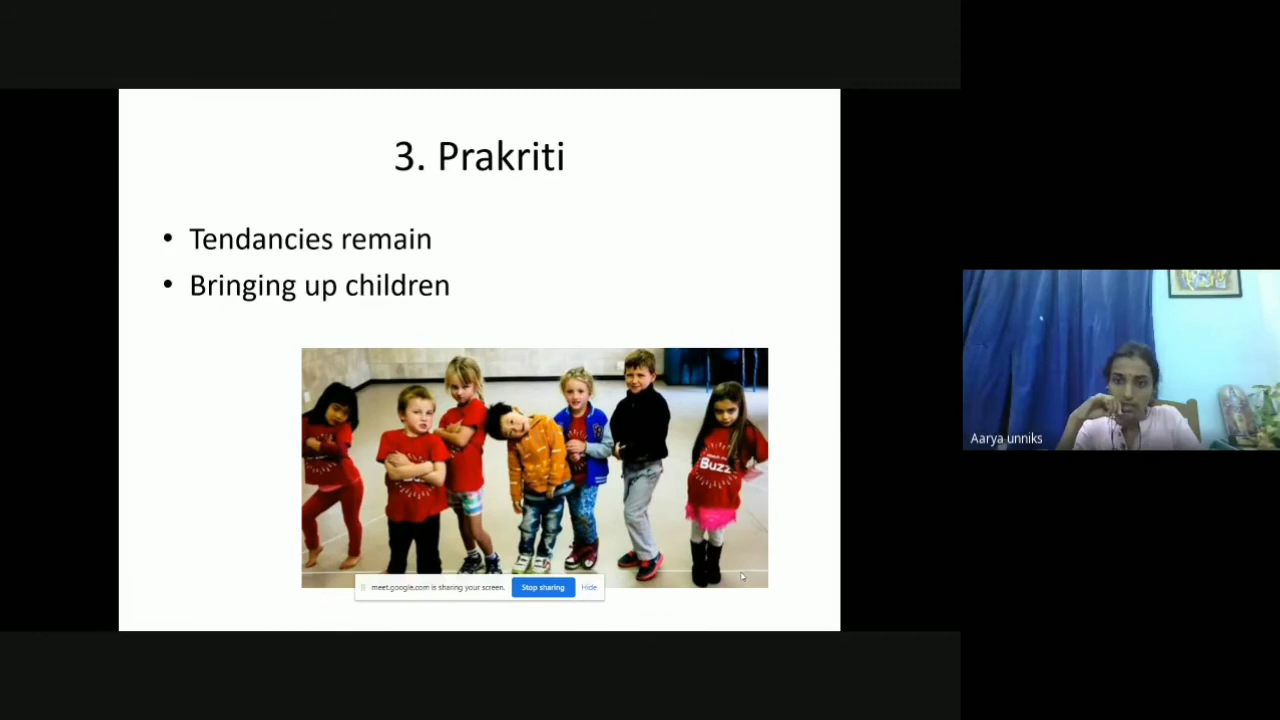 3. Prakriti
• Tendancies remain
• Bringing up children
Buzz
meet.google.com is sharing your screen. Stop sharing Hide
Aarya unniks